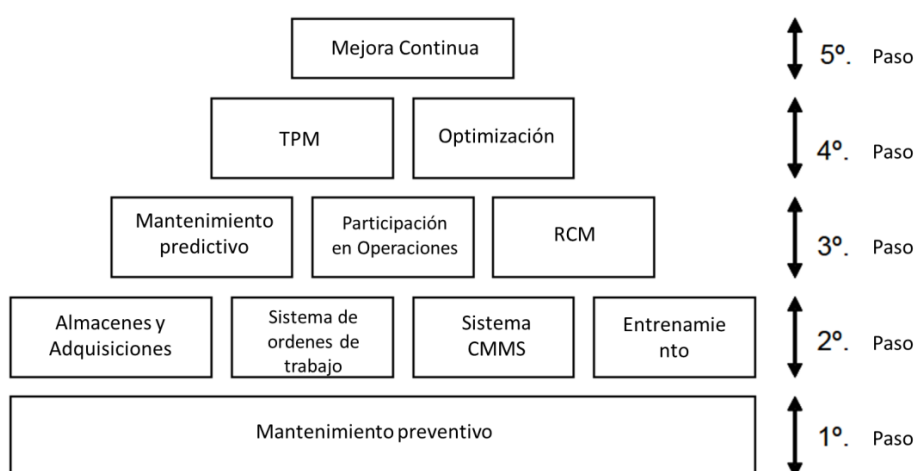 Mejora Continua
5º. Paso
TPM
Optimización
4º. Paso
Mantenimiento
predictivo
Participación
en Operaciones
RCM
3º. Paso
Almacenes y
Adquisiciones
Sistema de
ordenes de
trabajo
Sistema
CMMS
Entrenamie
nto
2º. Paso
Mantenimiento preventivo
1º. Paso